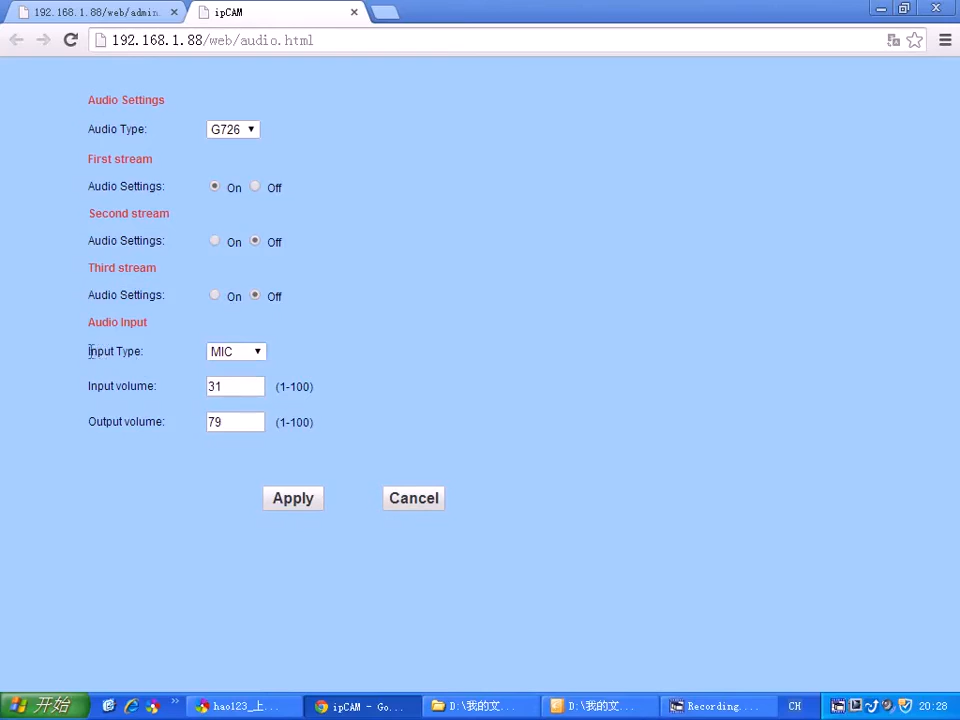 192.168.1.88/web/admin.
ipCAM
192.168.1.88/web/audio.html
Audio Settings
Audio Type: G726
First stream
Audio Settings: On Off
Second stream
Audio Settings: On Off
Third stream
Audio Settings: On Off
Audio Input
Input Type: MIC
Input volume: 31 (1-100)
Output volume: 79 (1-100)
Apply Cancel
开始 hao123_上... ipCAM - Go... D:\我的文... D:\我的文... Recording... CH 20:28